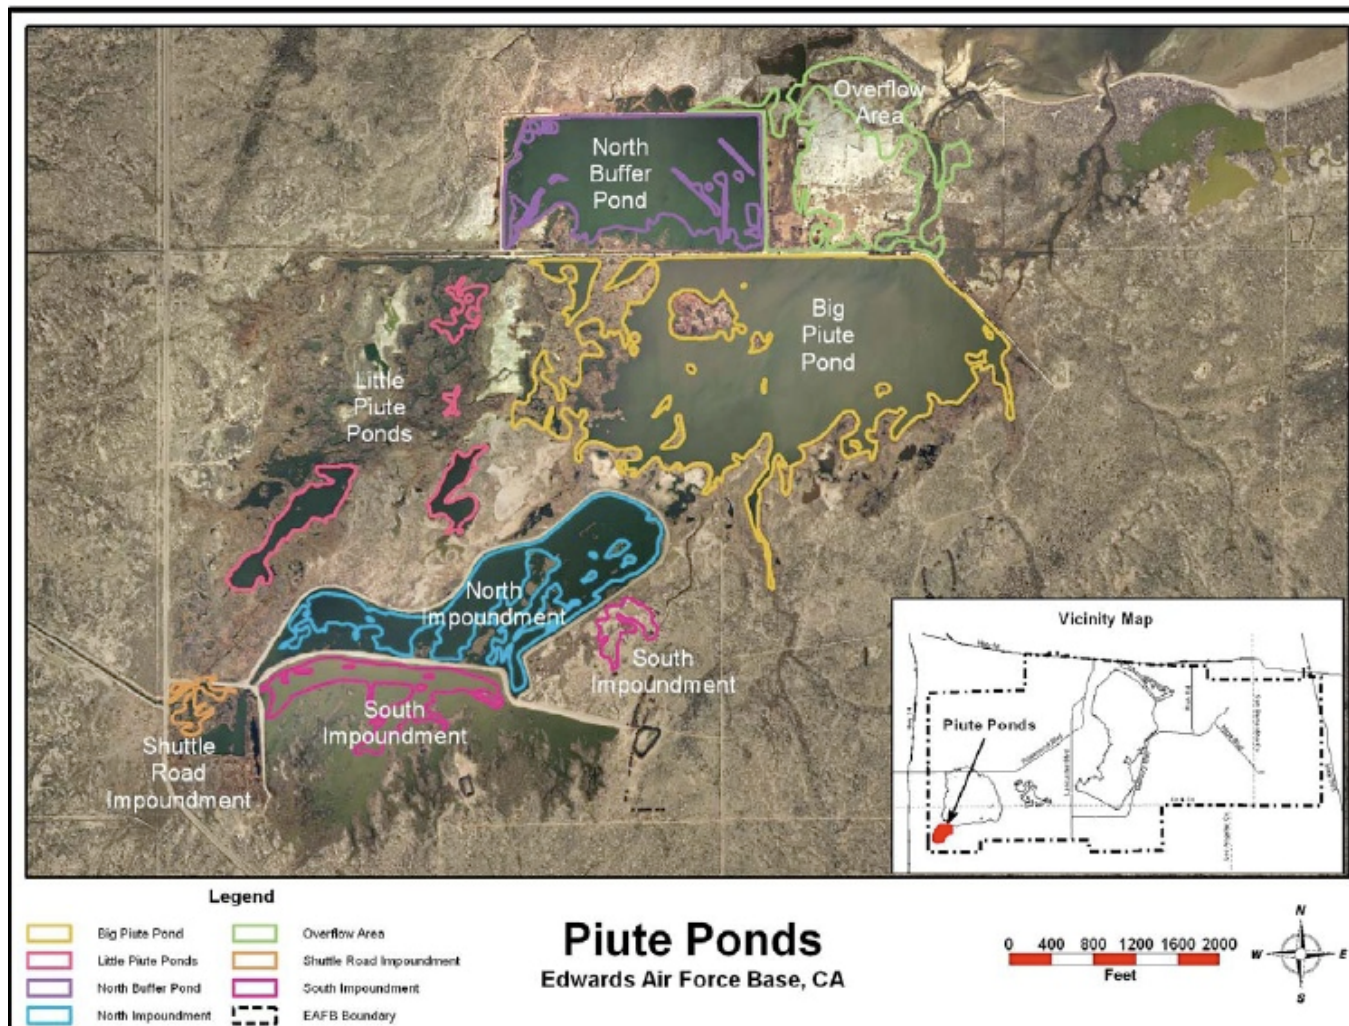 Overflow
Area
North
Buffer
Pond
Big
Piute
Pond
Little
Piute
Ponds
North
Impoundment
South
Impoundment
South
Impoundment
Shuttle
Road
Impoundment
Vicinity Map
Piute Ponds
Legend
Big Piute Pond
Overflow Area
Little Piute Ponds
Shuttle Road Impoundment
North Buffer Pond
South Impoundment
North Impoundment
EAFB Boundary
Piute Ponds
Edwards Air Force Base, CA
0 400 800 1200 1600 2000
Feet
N
W E
S